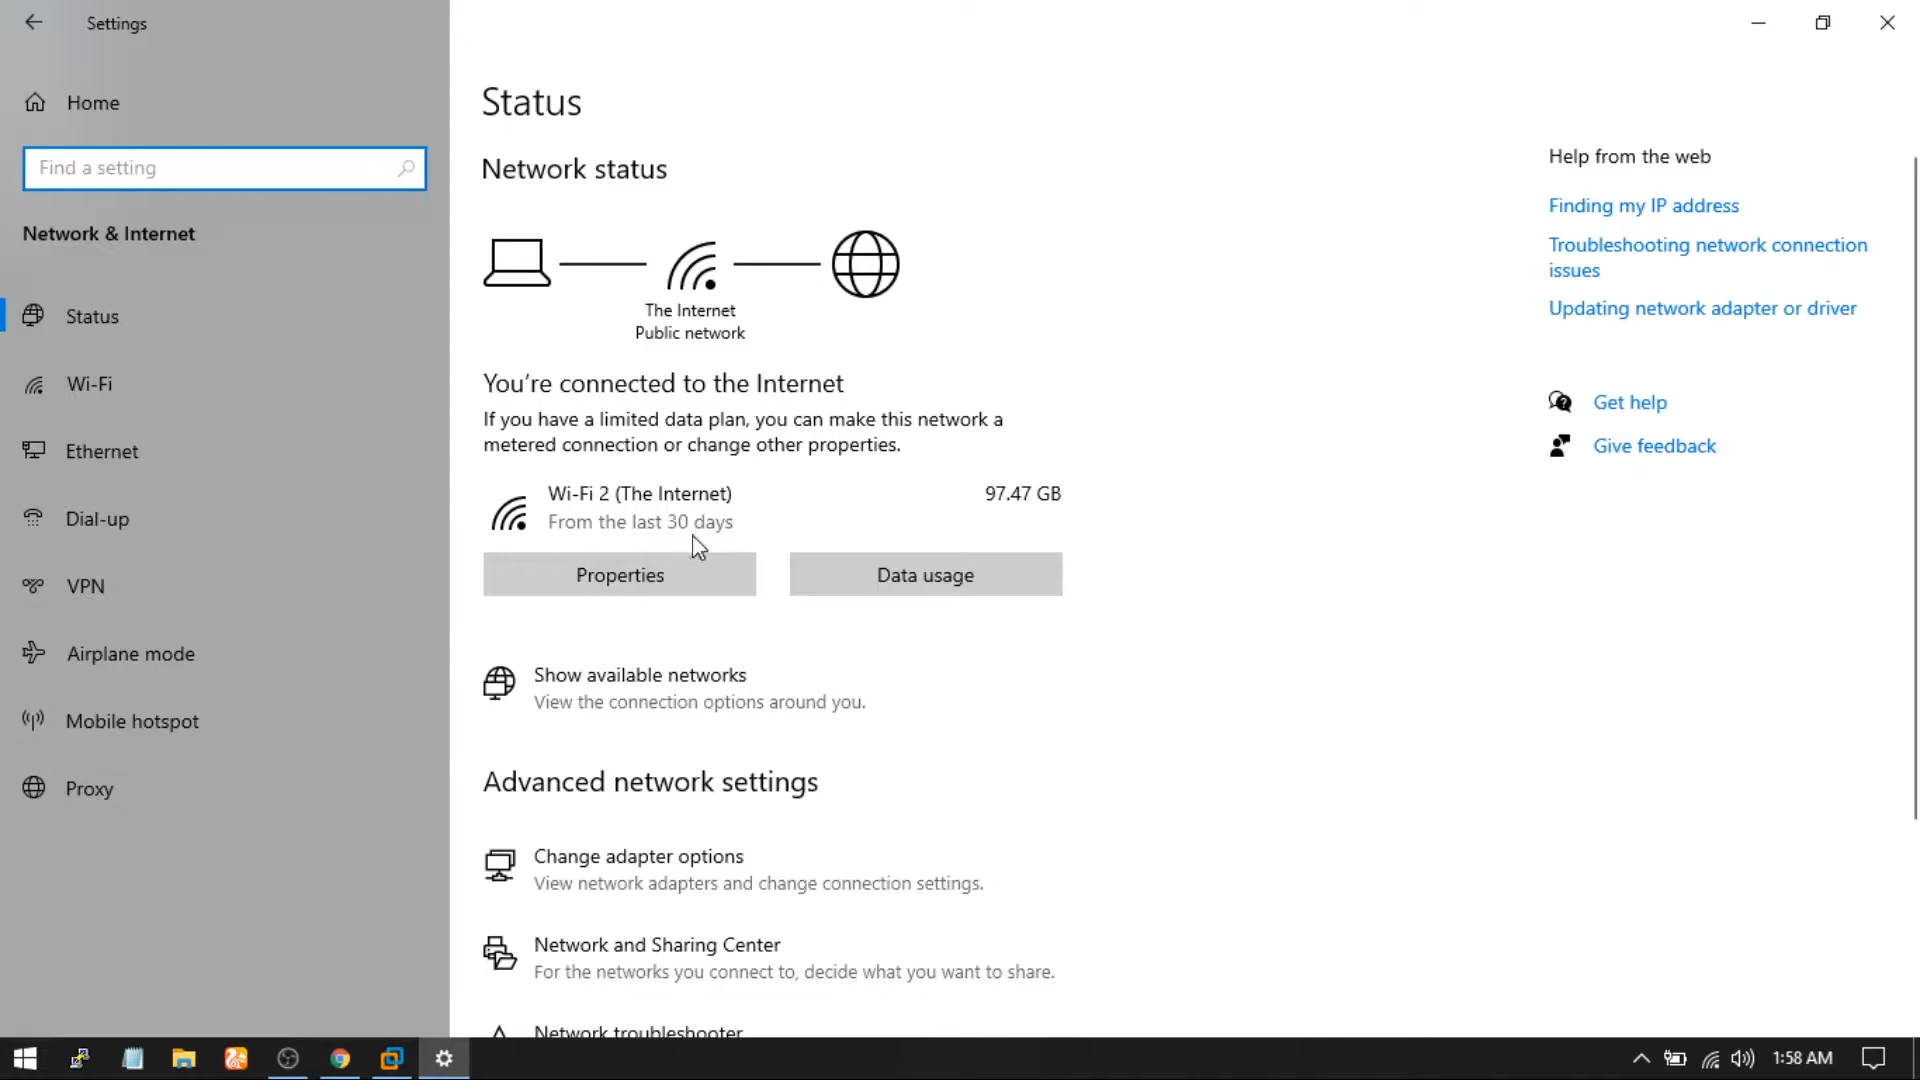 Settings
Home
Find a setting
Network & Internet
Status
Wi-Fi
Ethernet
Dial-up
VPN
Airplane mode
Mobile hotspot
Proxy
Status
Network status
The Internet
Public network
You’re connected to the Internet
If you have a limited data plan, you can make this network a
metered connection or change other properties.
Wi-Fi 2 (The Internet)
97.47 GB
From the last 30 days
Properties
Data usage
Show available networks
View the connection options around you.
Advanced network settings
Change adapter options
View network adapters and change connection settings.
Network and Sharing Center
For the networks you connect to, decide what you want to share.
Network troubleshooter
Help from the web
Finding my IP address
Troubleshooting network connection
issues
Updating network adapter or driver
Get help
Give feedback
1:58 AM